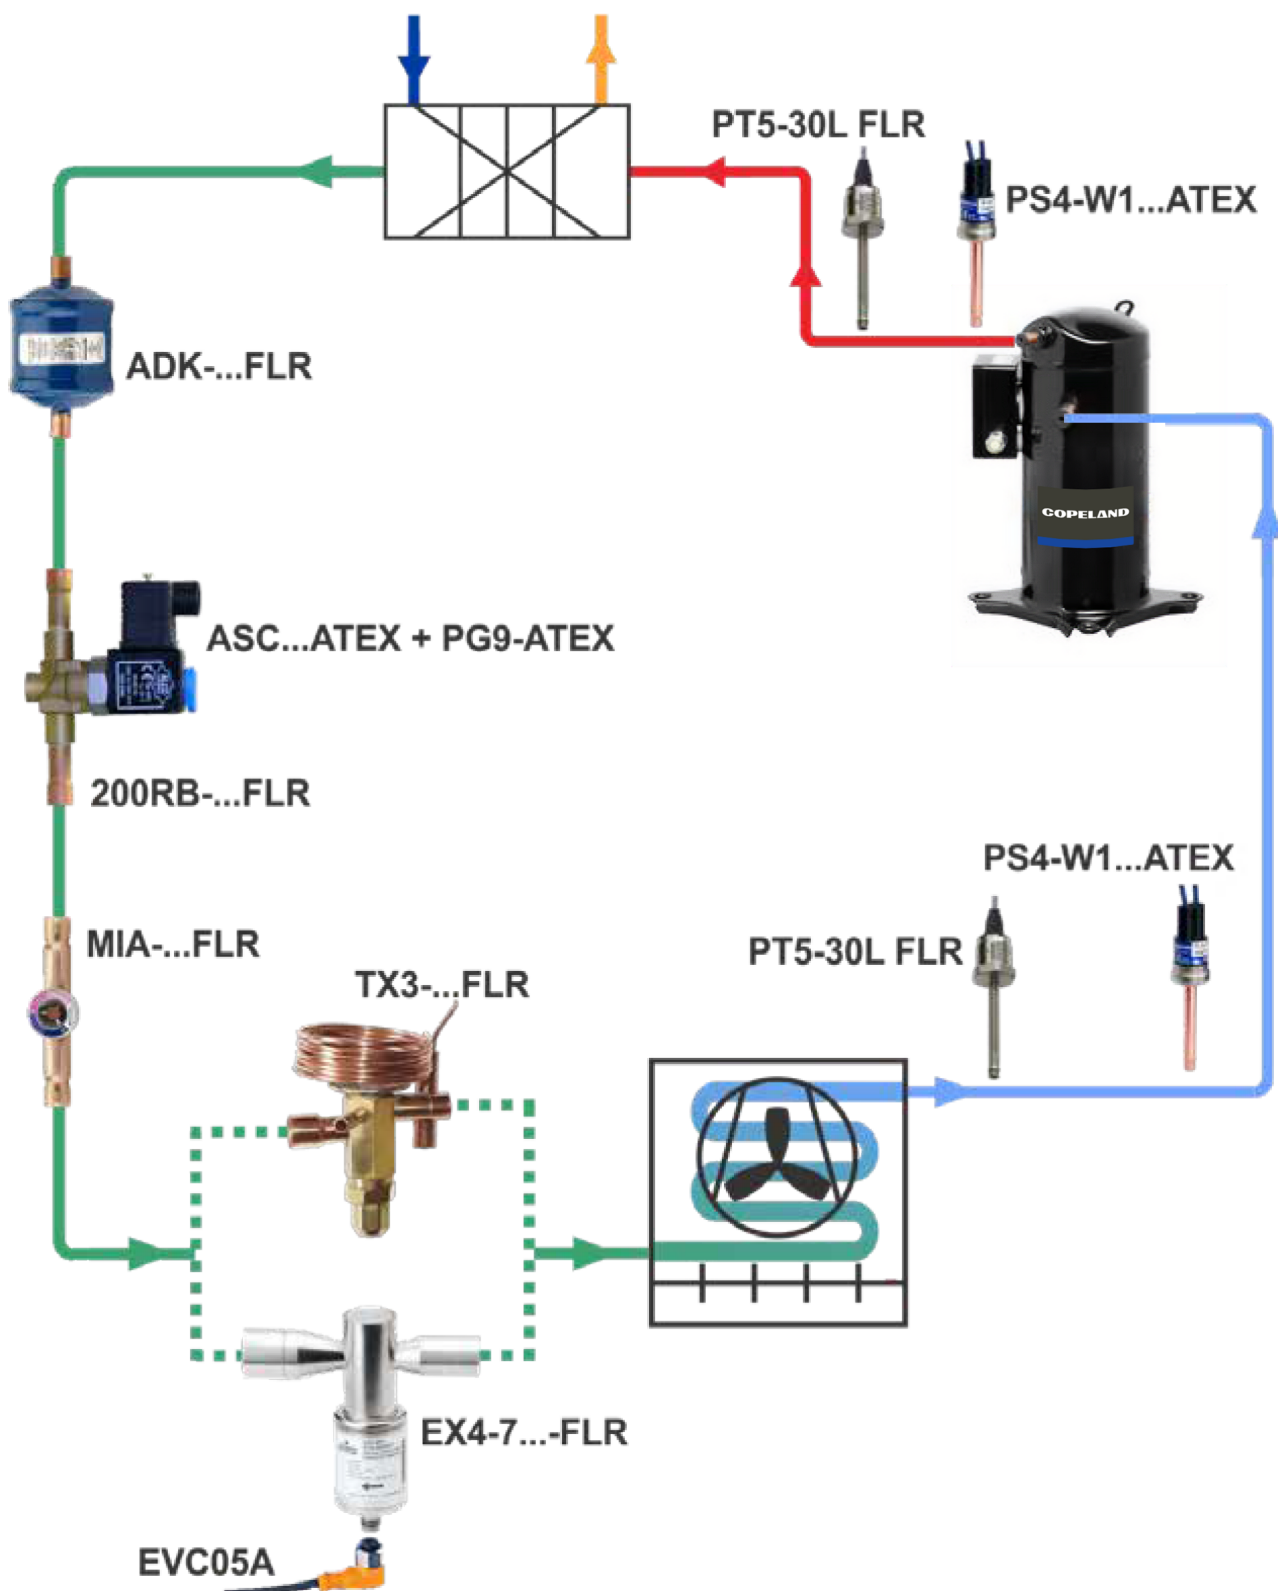 PT5-30L FLR
PS4-W1...ATEX
ADK-...FLR
COPELAND
ASC...ATEX + PG9-ATEX
200RB-...FLR
PS4-W1...ATEX
MIA-...FLR
PT5-30L FLR
TX3-...FLR
EX4-7...-FLR
EVC05A